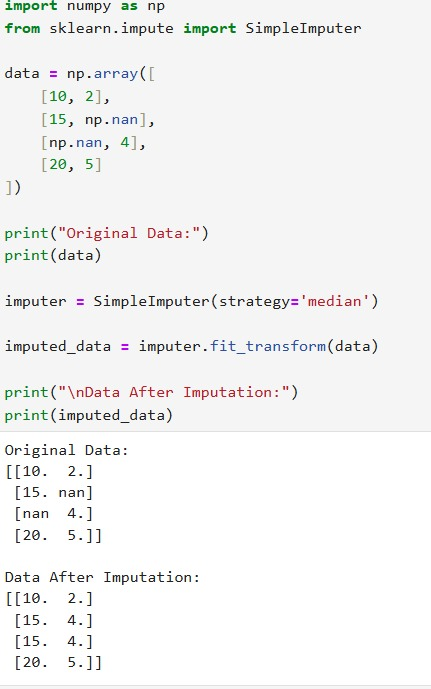 import numpy as np
from sklearn.impute import SimpleImputer

data = np.array([
    [10, 2],
    [15, np.nan],
    [np.nan, 4],
    [20, 5]
])

print("Original Data:")
print(data)

imputer = SimpleImputer(strategy='median')

imputed_data = imputer.fit_transform(data)

print("\nData After Imputation:")
print(imputed_data)

Original Data:
[[10.  2.]
 [15. nan]
 [nan  4.]
 [20.  5.]]

Data After Imputation:
[[10.  2.]
 [15.  4.]
 [15.  4.]
 [20.  5.]]